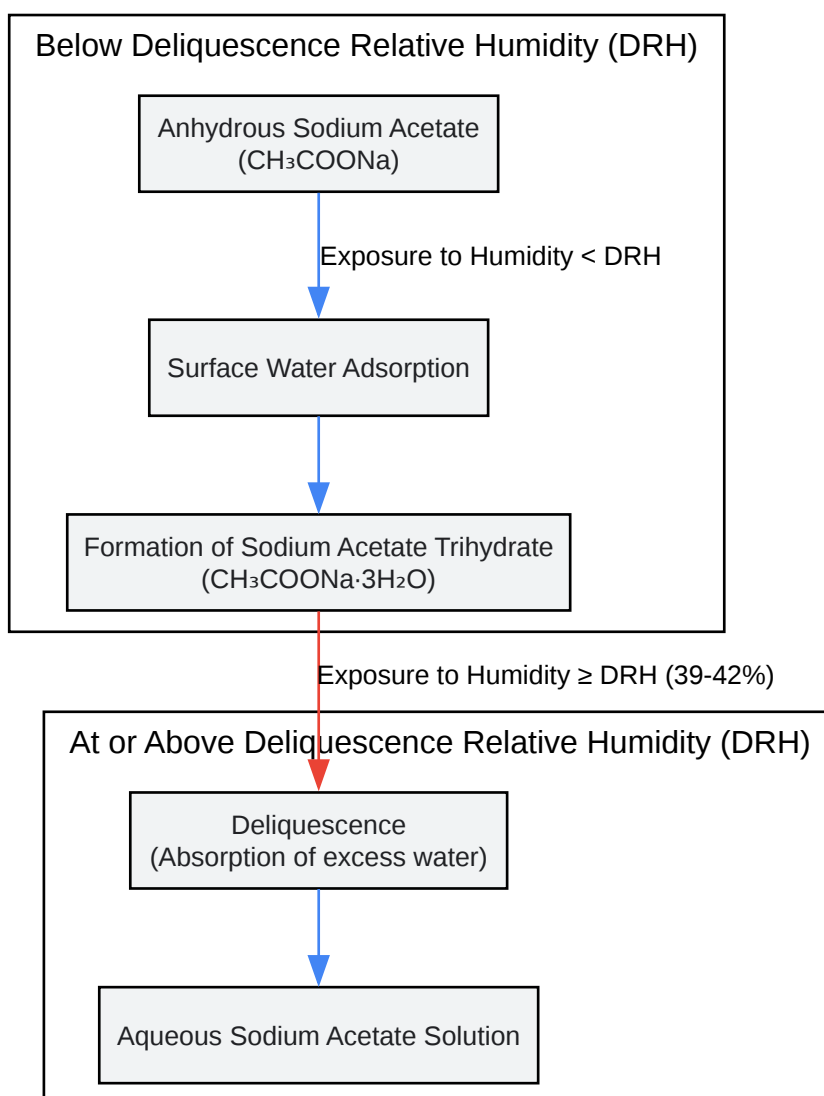 Below Deliquescence Relative Humidity (DRH)
Anhydrous Sodium Acetate
(CH₃COONa)
Exposure to Humidity < DRH
Surface Water Adsorption
Formation of Sodium Acetate Trihydrate
(CH₃COONa·3H₂O)
Exposure to Humidity ≥ DRH (39-42%)
At or Above Deliquescence Relative Humidity (DRH)
Deliquescence
(Absorption of excess water)
Aqueous Sodium Acetate Solution